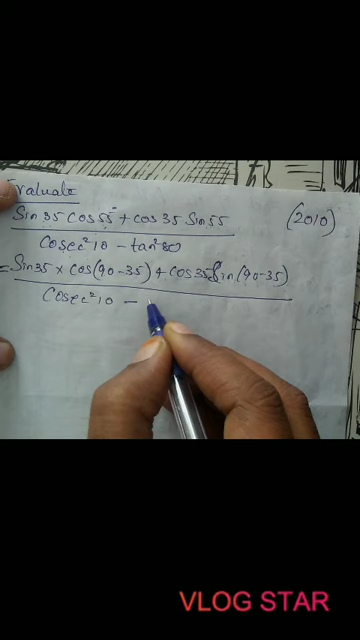 Evaluate
Sin 35 Cos 55° + Cos 35 Sin 55
(2010)
Cosec² 10 - tan² 80
= Sin 35 × Cos(90-35) + Cos 35 Sin(90-35)
Cosec² 10 -
VLOG STAR